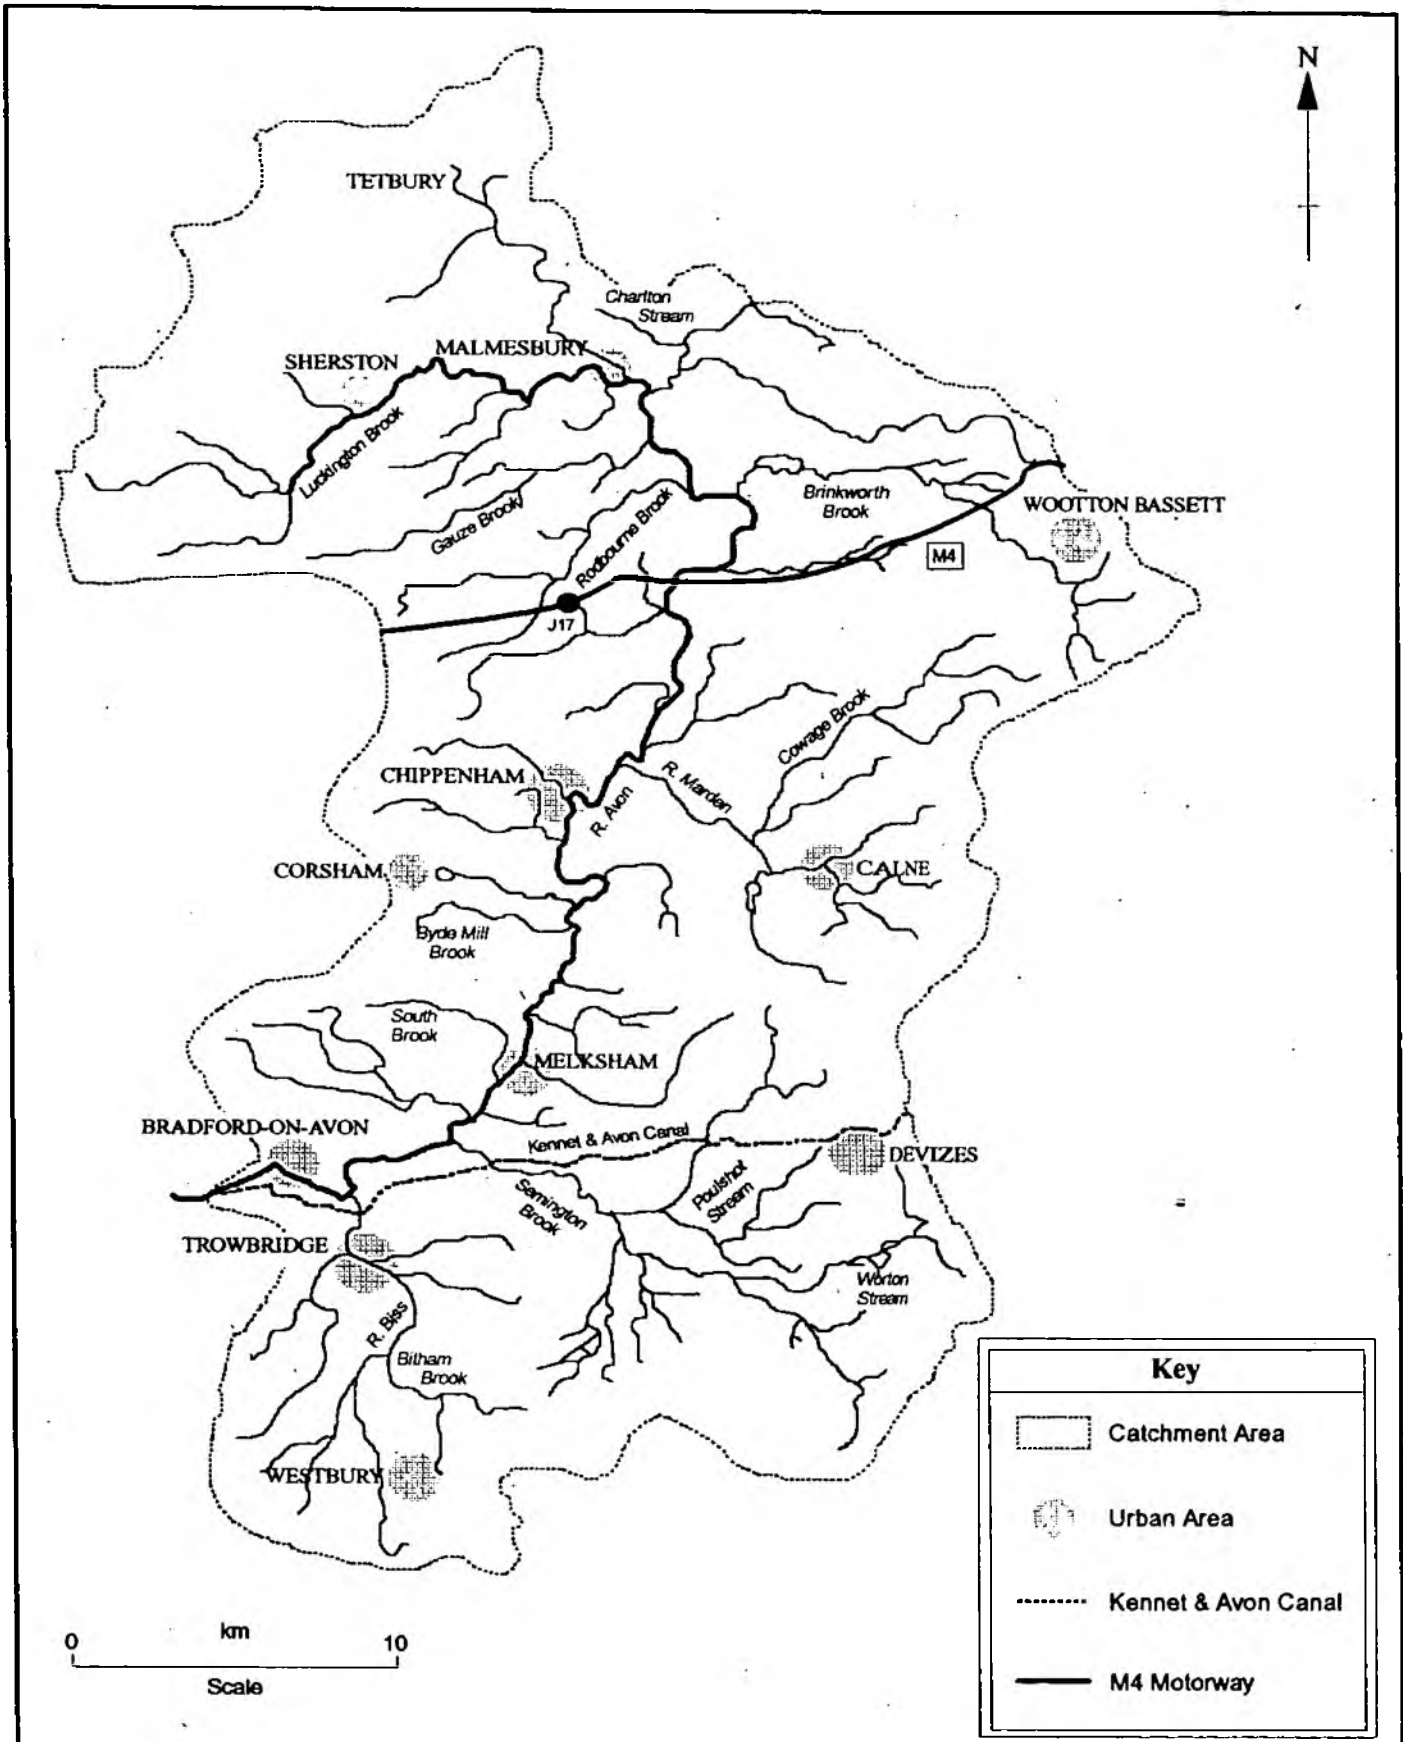 N
TETBURY
Charlton
Stream
MALMESBURY
SHERSTON
Luckington Brook
Brinkworth
Brook
WOOTTON BASSETT
Gauze Brook
Rodbourne Brook
M4
J17
Cowage Brook
CHIPPENHAM
R. Marden
R. Avon
CORSHAM
CALNE
Byde Mill
Brook
South
Brook
MELKSHAM
BRADFORD-ON-AVON
Kennet & Avon Canal
DEVIZES
Poulshot
Stream
Semington
Brook
TROWBRIDGE
Worton
Stream
R. Biss
Bitham
Brook
WESTBURY
Key
Catchment Area
Urban Area
Kennet & Avon Canal
M4 Motorway
0 km 10
Scale